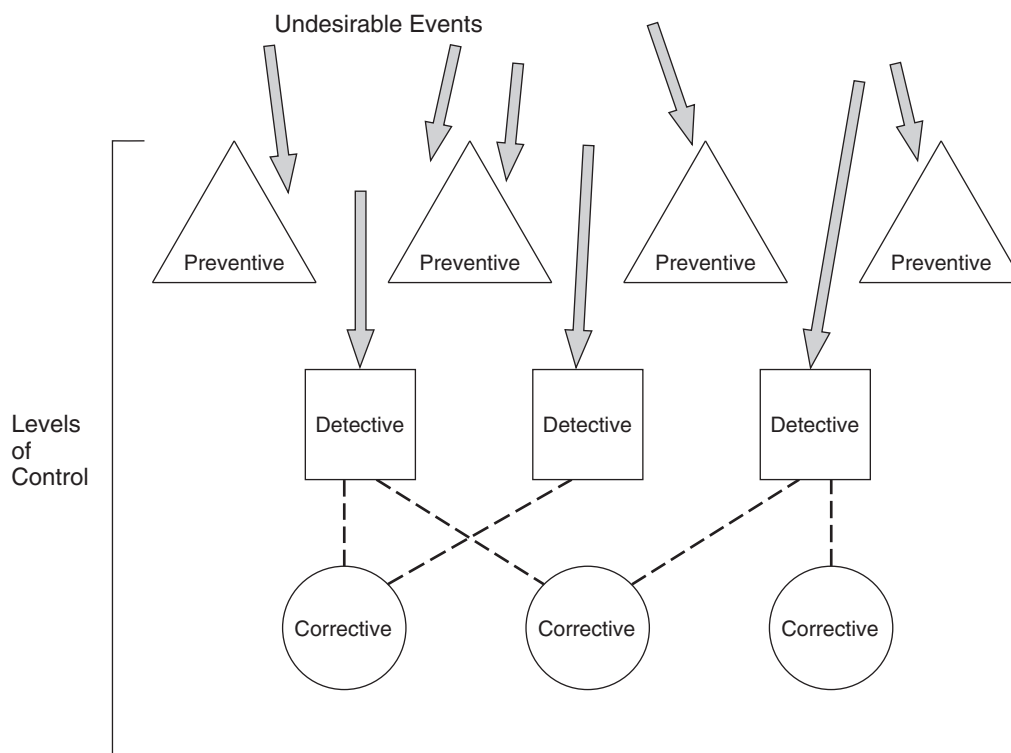 Undesirable Events
Preventive
Preventive
Preventive
Preventive
Levels
of
Control
Detective
Detective
Detective
Corrective
Corrective
Corrective